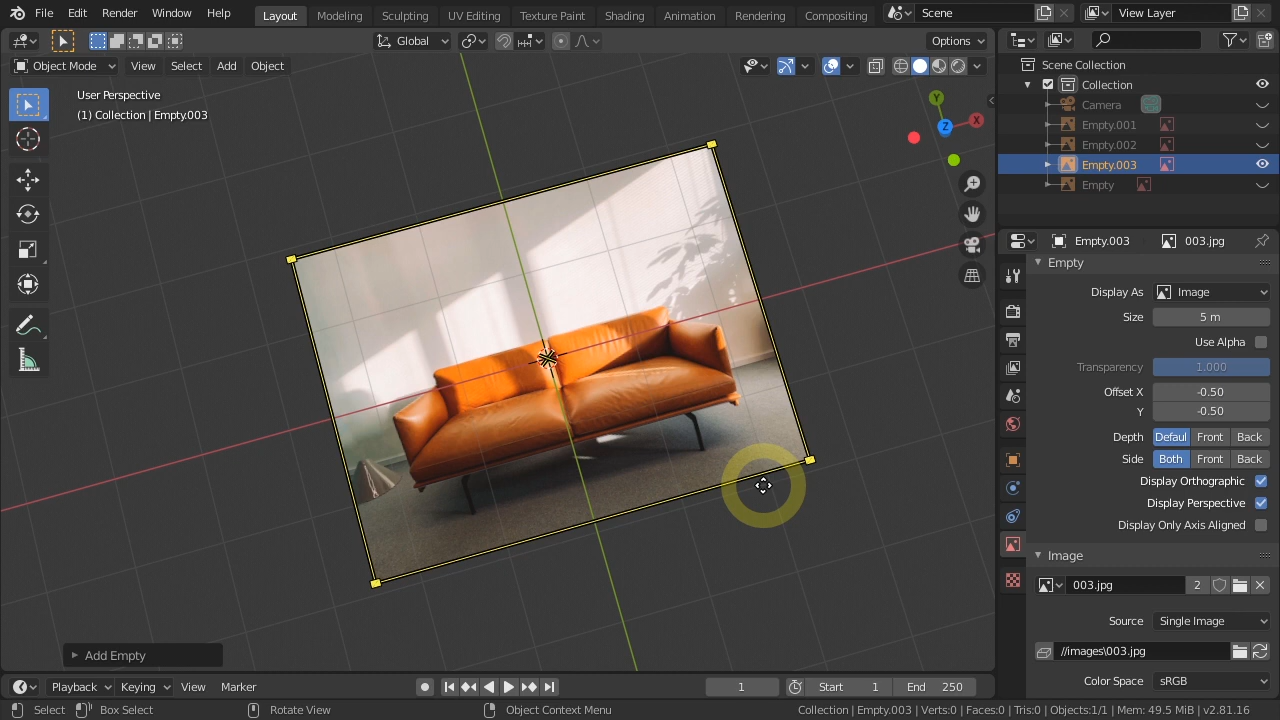 File Edit Render Window Help Layout Modeling Sculpting UV Editing Texture Paint Shading Animation Rendering Compositing Scene View Layer
Global Options
Object Mode View Select Add Object
User Perspective
(1) Collection | Empty.003
Y
X
Z
Add Empty
Playback Keying View Marker 1 Start 1 End 250
Scene Collection
Collection
Camera
Empty.001
Empty.002
Empty.003
Empty
Empty.003 003.jpg
Empty
Display As Image
Size 5 m
Use Alpha
Transparency 1.000
Offset X -0.50
Y -0.50
Depth Defaul Front Back
Side Both Front Back
Display Orthographic
Display Perspective
Display Only Axis Aligned
Image
003.jpg 2
Source Single Image
//images\003.jpg
Color Space sRGB
Select Box Select Rotate View Object Context Menu Collection | Empty.003 | Verts:0 | Faces:0 | Tris:0 | Objects:1/1 | Mem: 49.5 MiB | v2.81.16